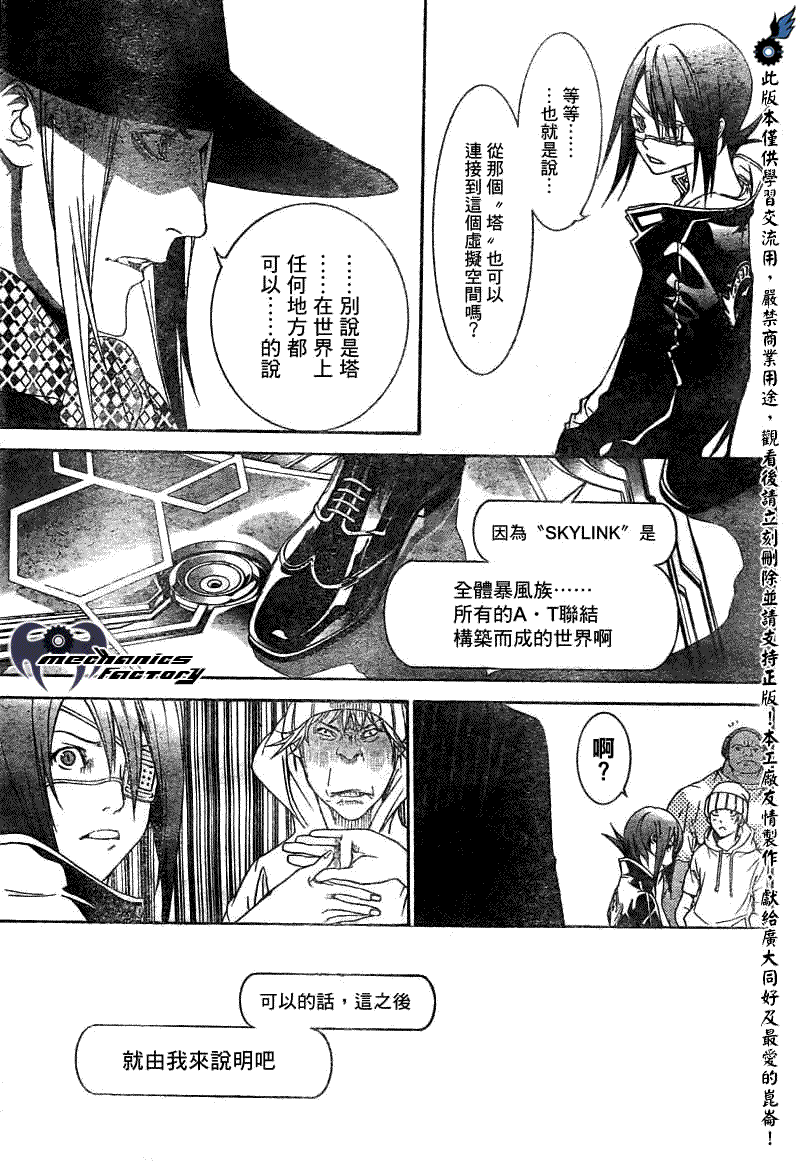 等等……
…也就是說…
從那個〝塔〞也可以
連接到這個虛擬空間嗎？
……別說是塔
……在世界上
任何地方都
可以……的說
因為〝SKYLINK〞是
全體暴風族……
所有的A・T聯結
構築而成的世界啊
mechanics
factory
啊？
可以的話，這之後
就由我來說明吧
此版本僅供學習交流用，嚴禁商業用途，觀看後請立刻刪除並請支持正版！本工廠友情製作，獻給廣大同好及最愛的崑崙！